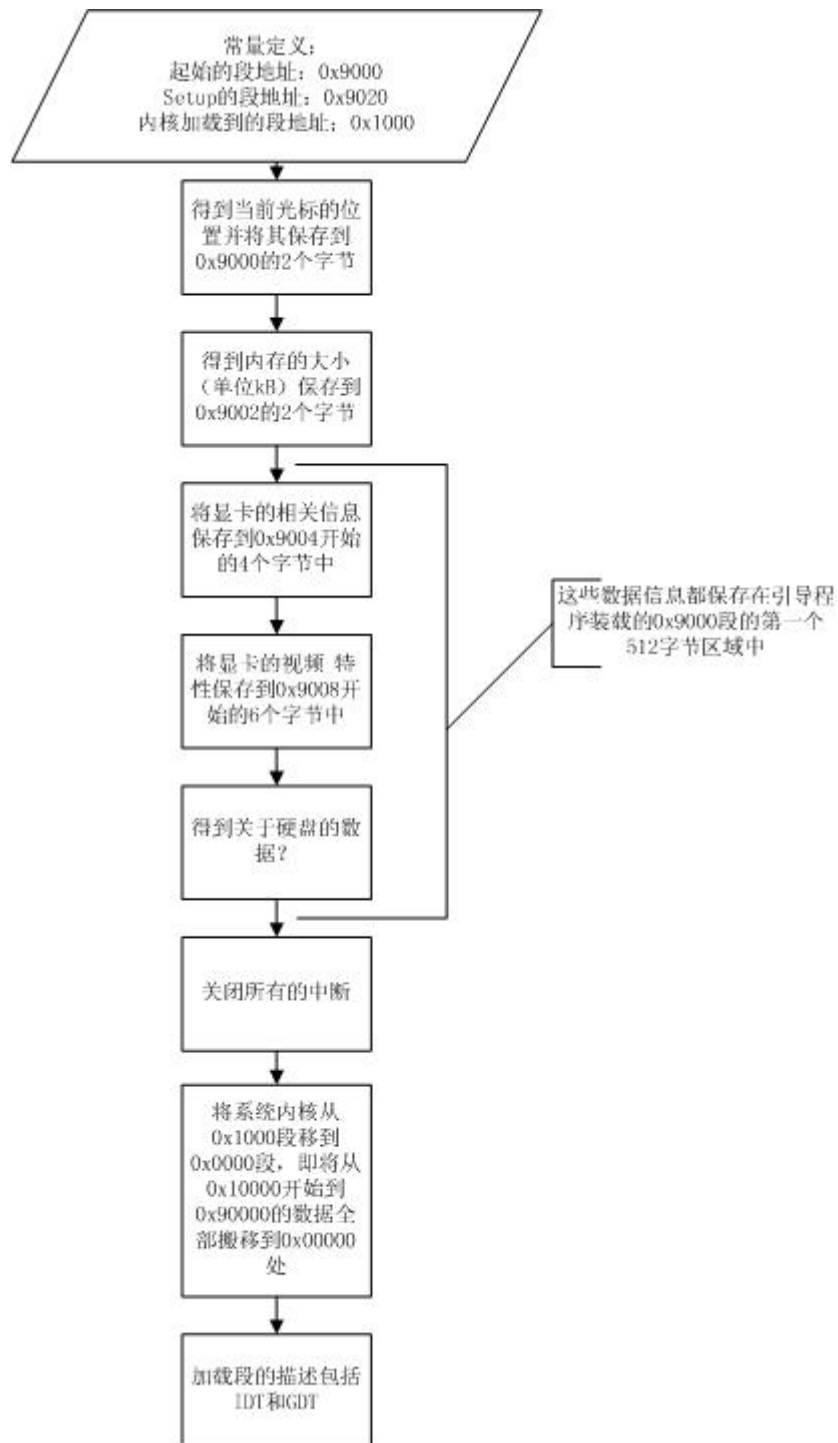 常量定义：
起始的段地址：0x9000
Setup的段地址：0x9020
内核加载到的段地址：0x1000
得到当前光标的位
置并将其保存到
0x9000的2个字节
得到内存的大小
（单位kB）保存到
0x9002的2个字节
将显卡的相关信息
保存到0x9004开始
的4个字节中
这些数据信息都保存在引导程
序装载的0x9000段的第一个
512字节区域中
将显卡的视频 特
性保存到0x9008开
始的6个字节中
得到关于硬盘的数
据？
关闭所有的中断
将系统内核从
0x1000段移到
0x0000段，即将从
0x10000开始到
0x90000的数据全
部搬移到0x00000
处
加载段的描述包括
IDT和GDT